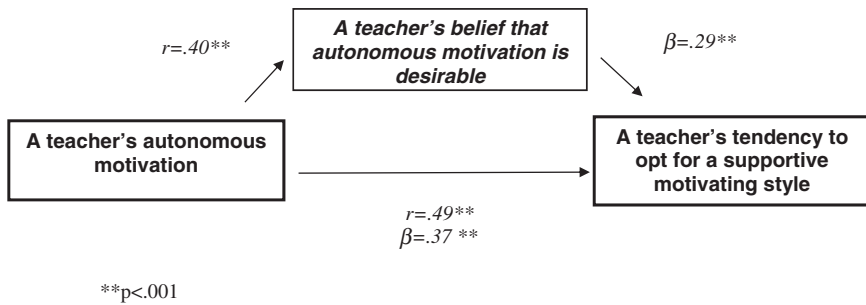 A teacher's belief that
autonomous motivation is
desirable
r=.40**
β=.29**
A teacher's autonomous
motivation
A teacher's tendency to
opt for a supportive
motivating style
r=.49**
β=.37 **
**p<.001